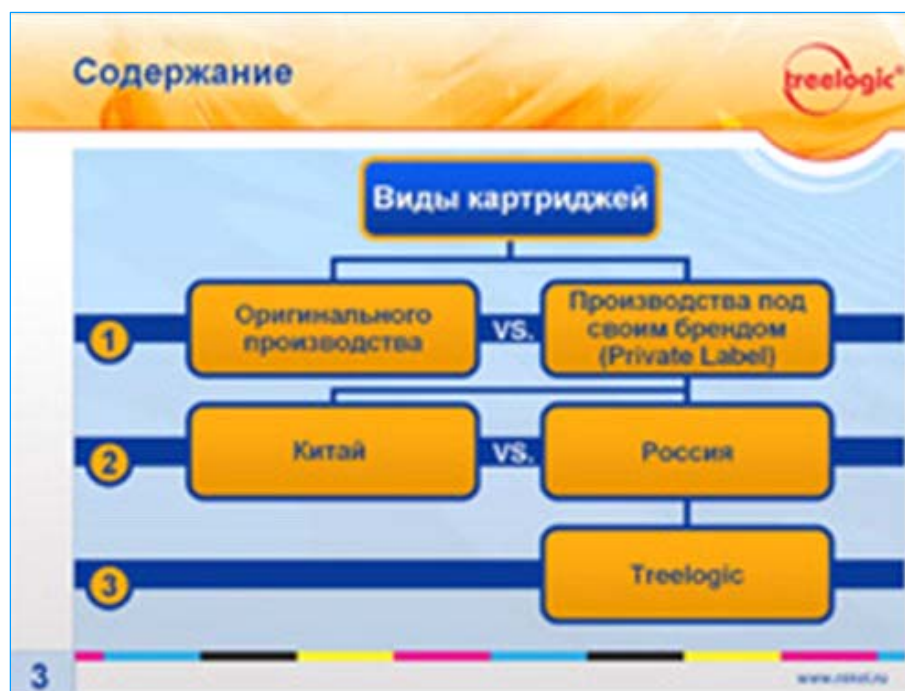 Содержание
treelogic®
Виды картриджей
Оригинального
производства
VS.
Производства под
своим брендом
(Private Label)
1
Китай
VS.
Россия
2
Treelogic
3
3